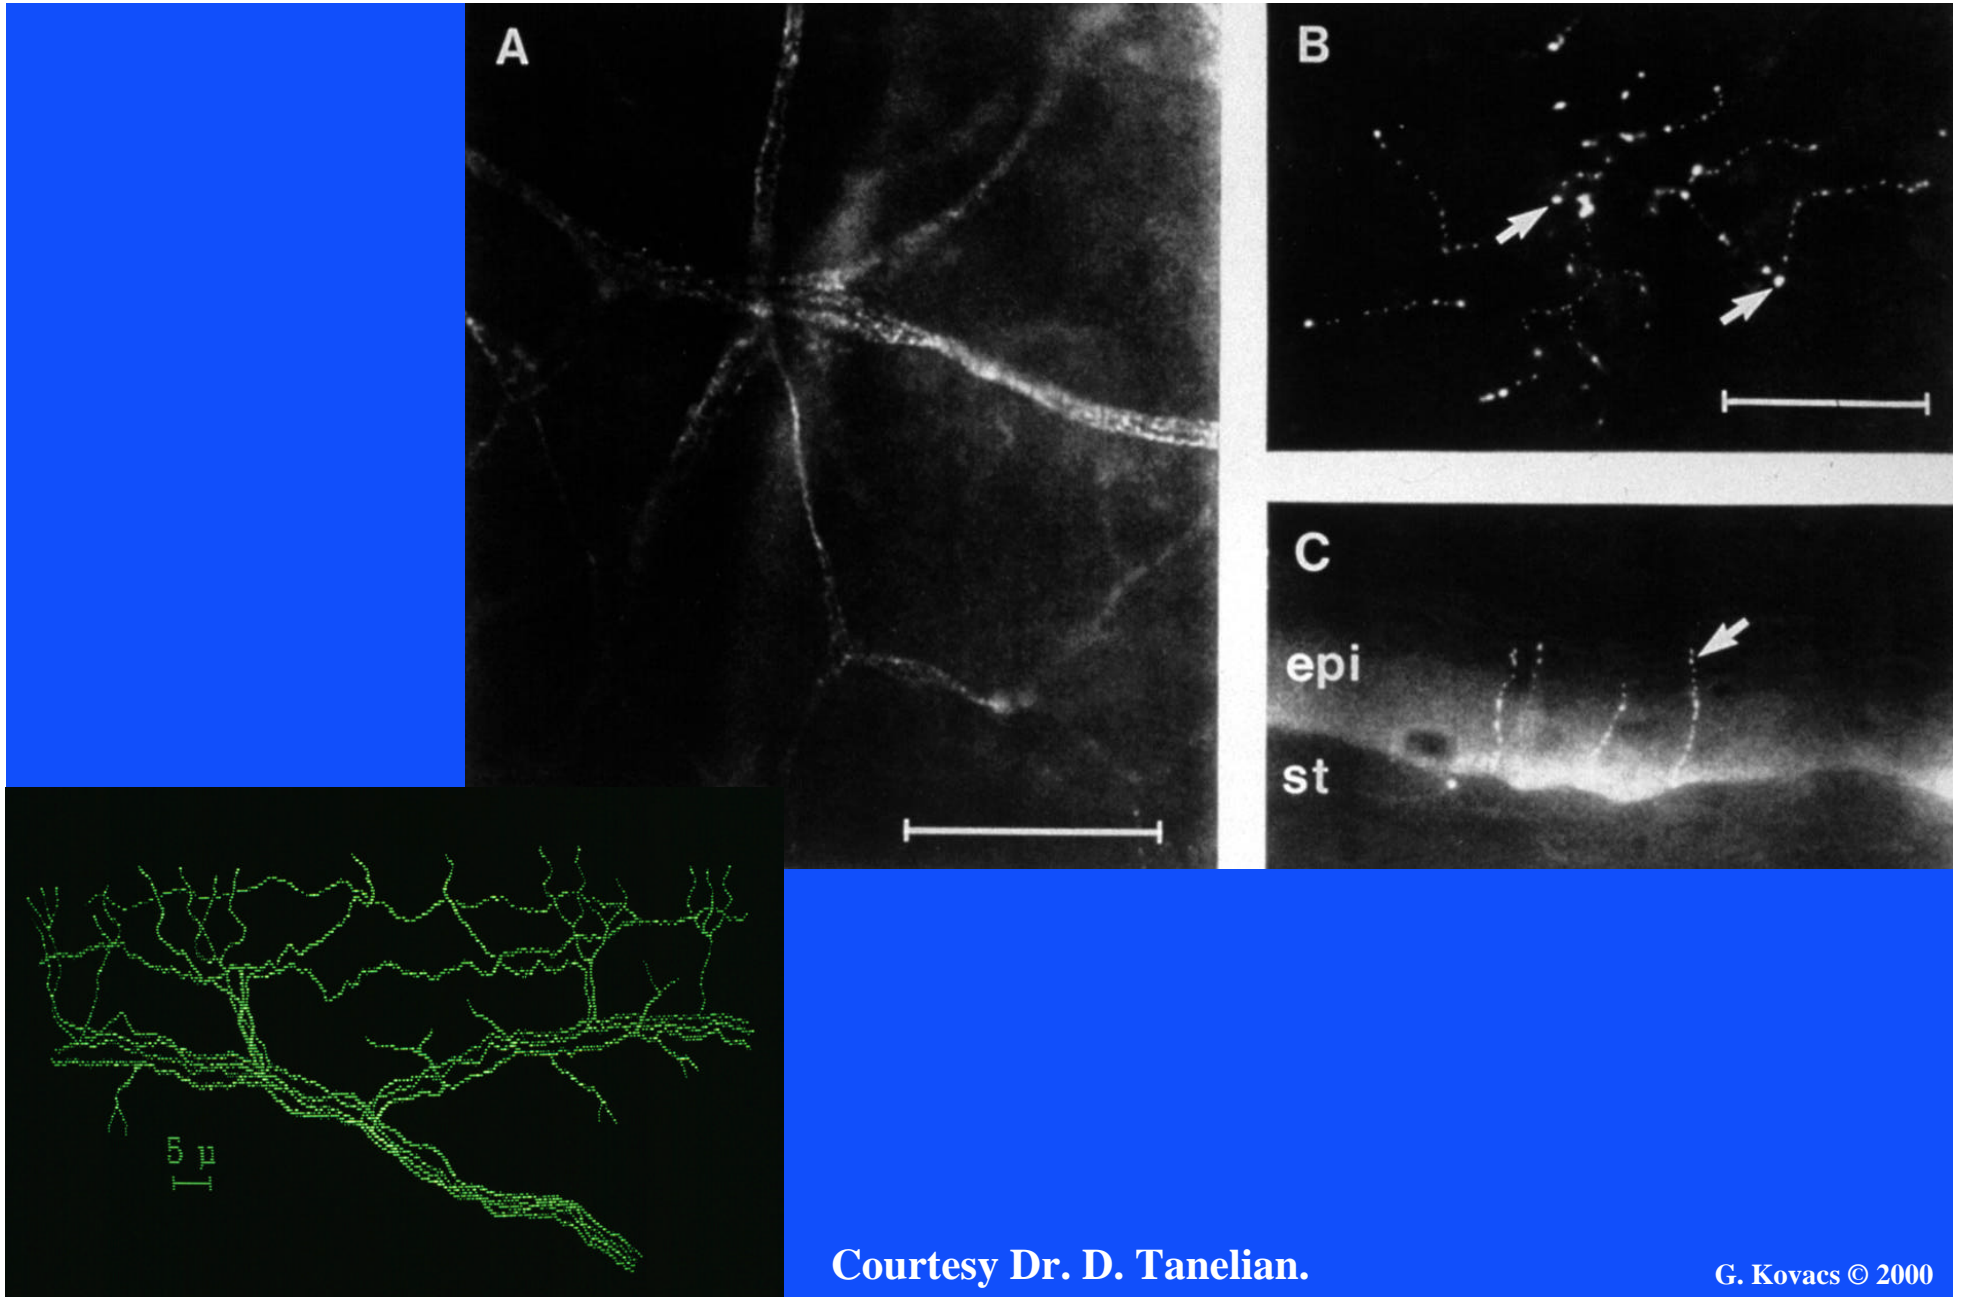 A
B
C
epi
st
5 µ
Courtesy Dr. D. Tanelian.
G. Kovacs © 2000